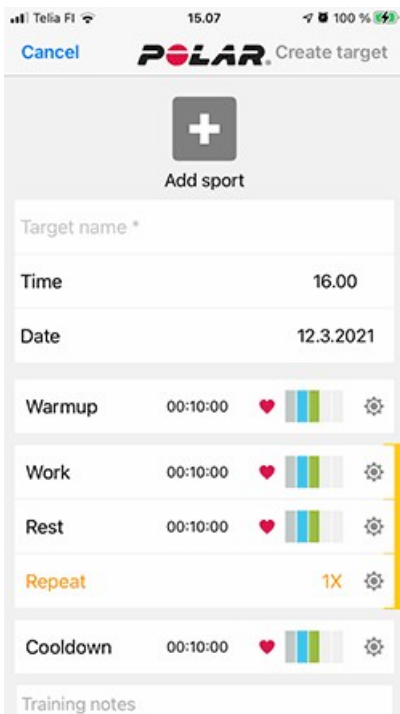 Telia FI 15.07 100 %
Cancel POLAR. Create target
Add sport
Target name *
Time 16.00
Date 12.3.2021
Warmup 00:10:00
Work 00:10:00
Rest 00:10:00
Repeat 1X
Cooldown 00:10:00
Training notes